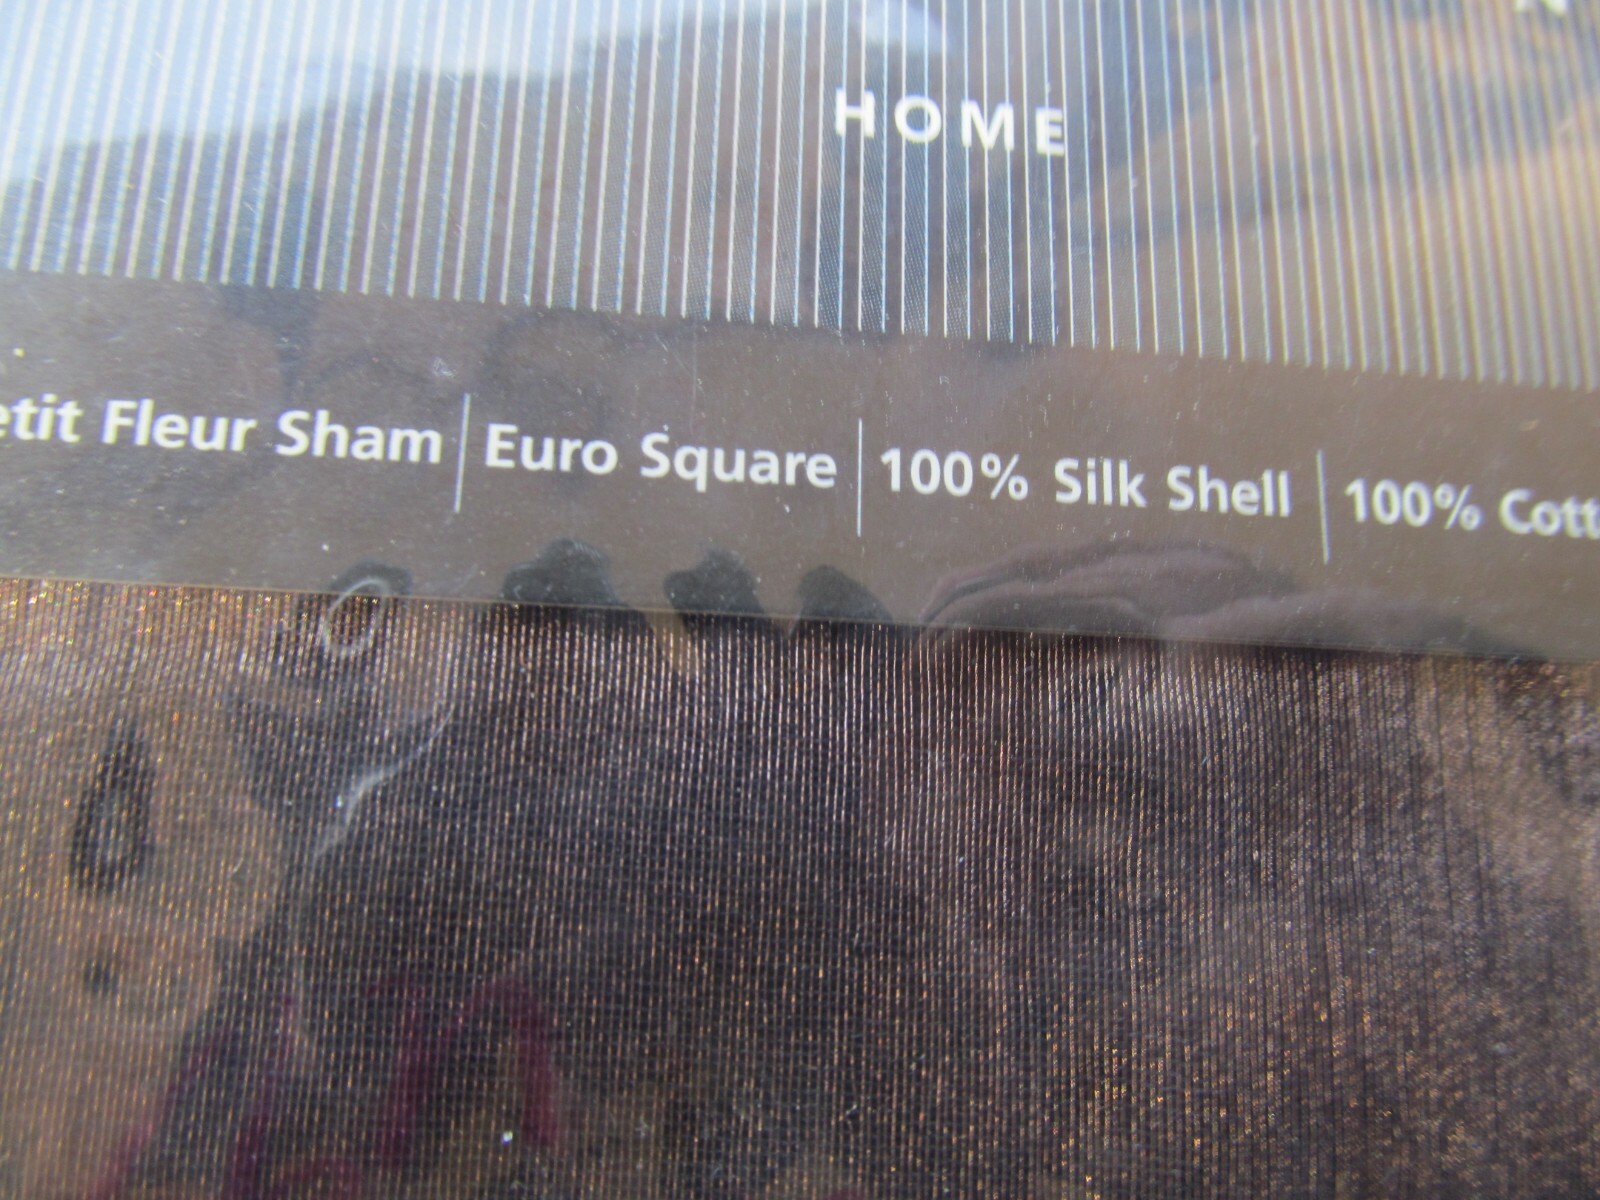 HOME
etit Fleur Sham | Euro Square | 100% Silk Shell | 100% Cott